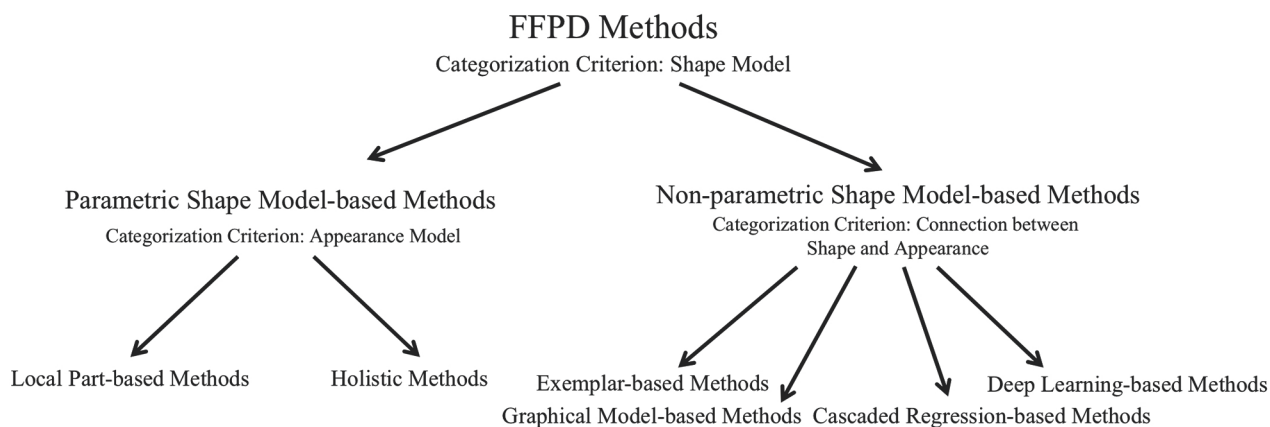 FFPD Methods
Categorization Criterion: Shape Model
Parametric Shape Model-based Methods
Categorization Criterion: Appearance Model
Non-parametric Shape Model-based Methods
Categorization Criterion: Connection between
Shape and Appearance
Local Part-based Methods
Holistic Methods
Exemplar-based Methods
Graphical Model-based Methods
Cascaded Regression-based Methods
Deep Learning-based Methods